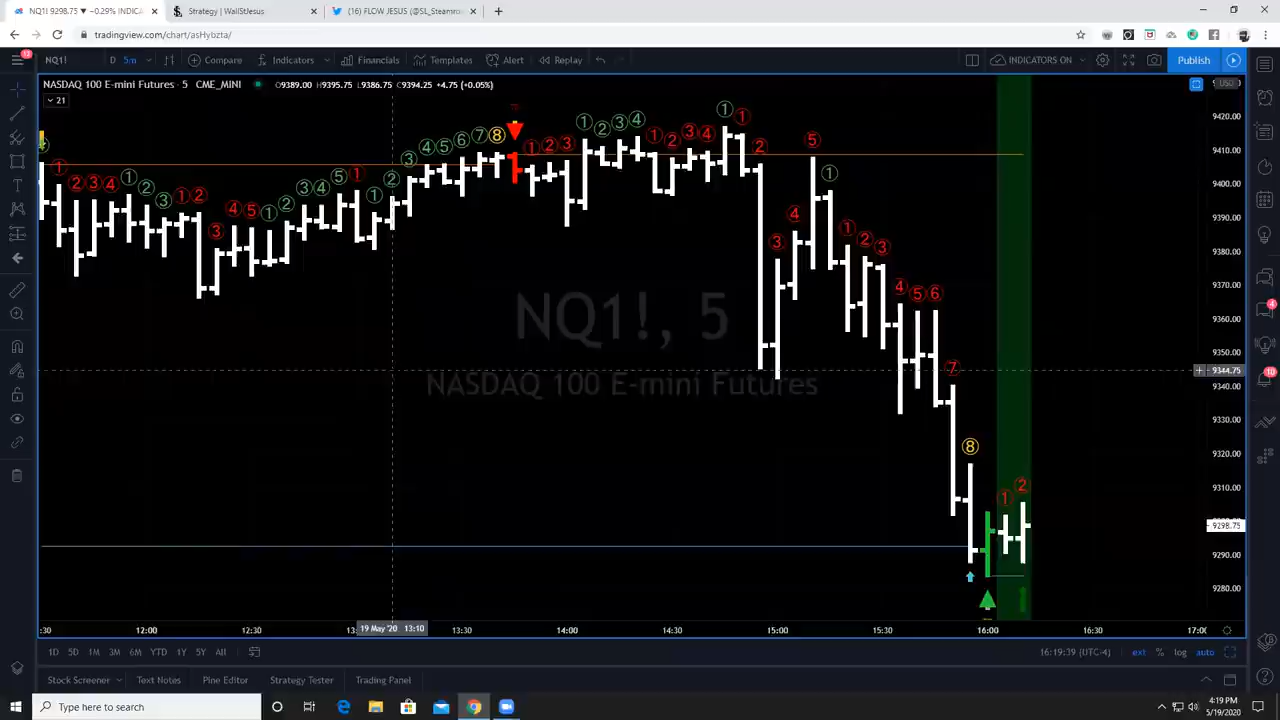 NQ1! 9298.75 ▼ −0.29% INDICA
Strategy | WallStJesus
(16) FLOW JESUS (@SL_Steamroo
tradingview.com/chart/asHybzta/
NQ1!
D 5m
Compare
Indicators
Financials
Templates
Alert
Replay
INDICATORS ON
Publish
NASDAQ 100 E-mini Futures · 5 CME_MINI
O9389.00 H9395.75 L9386.75 C9394.25 +4.75 (+0.05%)
21
USD
9420.00
9410.00
9400.00
9390.00
9380.00
9370.00
9360.00
9350.00
9344.75
9340.00
9330.00
9320.00
9310.00
9298.75
9290.00
9280.00
NQ1!, 5
NASDAQ 100 E-mini Futures
:30 12:00 12:30 19 May '20 13:10 13:30 14:00 14:30 15:00 15:30 16:00 16:30 17:00
1D 5D 1M 3M 6M YTD 1Y 5Y All
16:19:39 (UTC-4) ext % log auto
Stock Screener Text Notes Pine Editor Strategy Tester Trading Panel
Type here to search
4:19 PM
5/19/2020